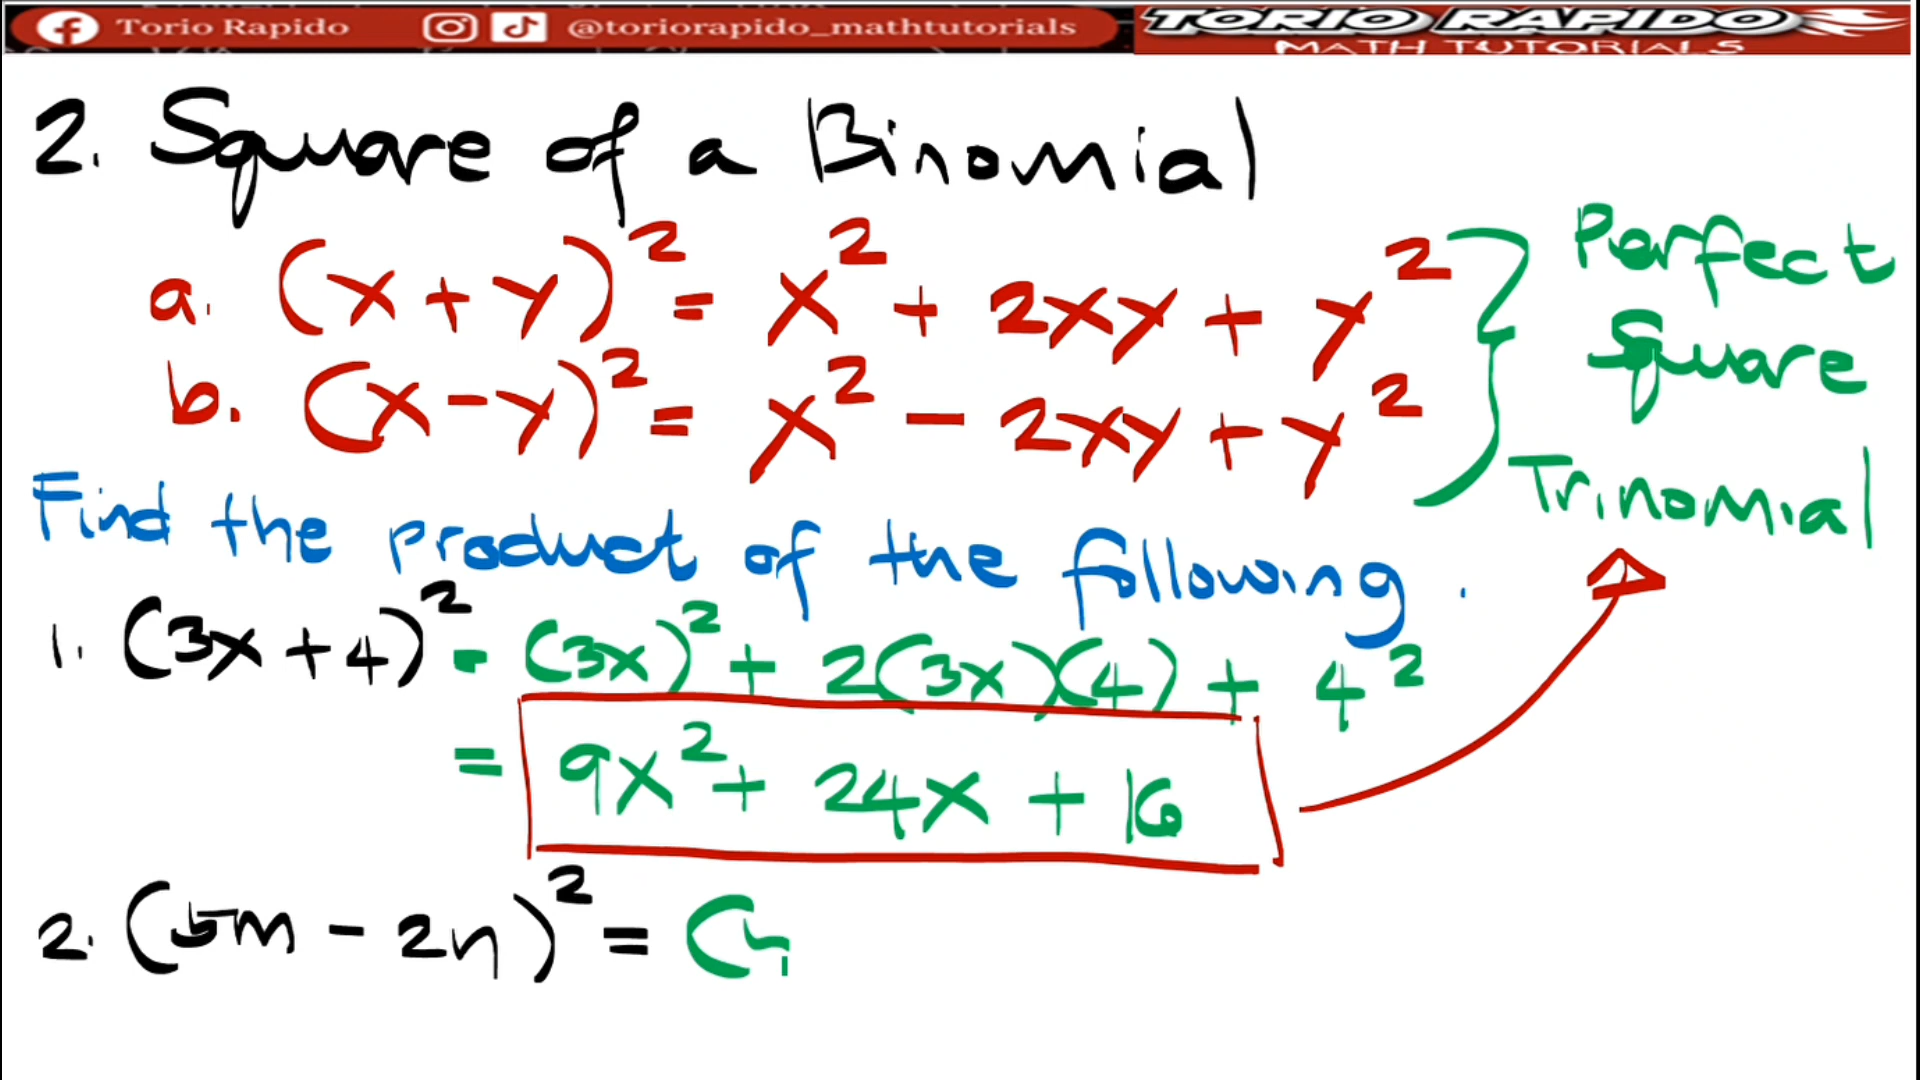 Torio Rapido @toriorapido_mathtutorials TORIO RAPIDO
MATH TUTORIALS
2. Square of a Binomial
a. (x+y)² = x² + 2xy + y²
b. (x-y)² = x² - 2xy + y²
Perfect
Square
Trinomial
Find the product of the following.
1. (3x+4)² = (3x)² + 2(3x)(4) + 4²
= 9x² + 24x + 16
2. (5m - 2n)² = (